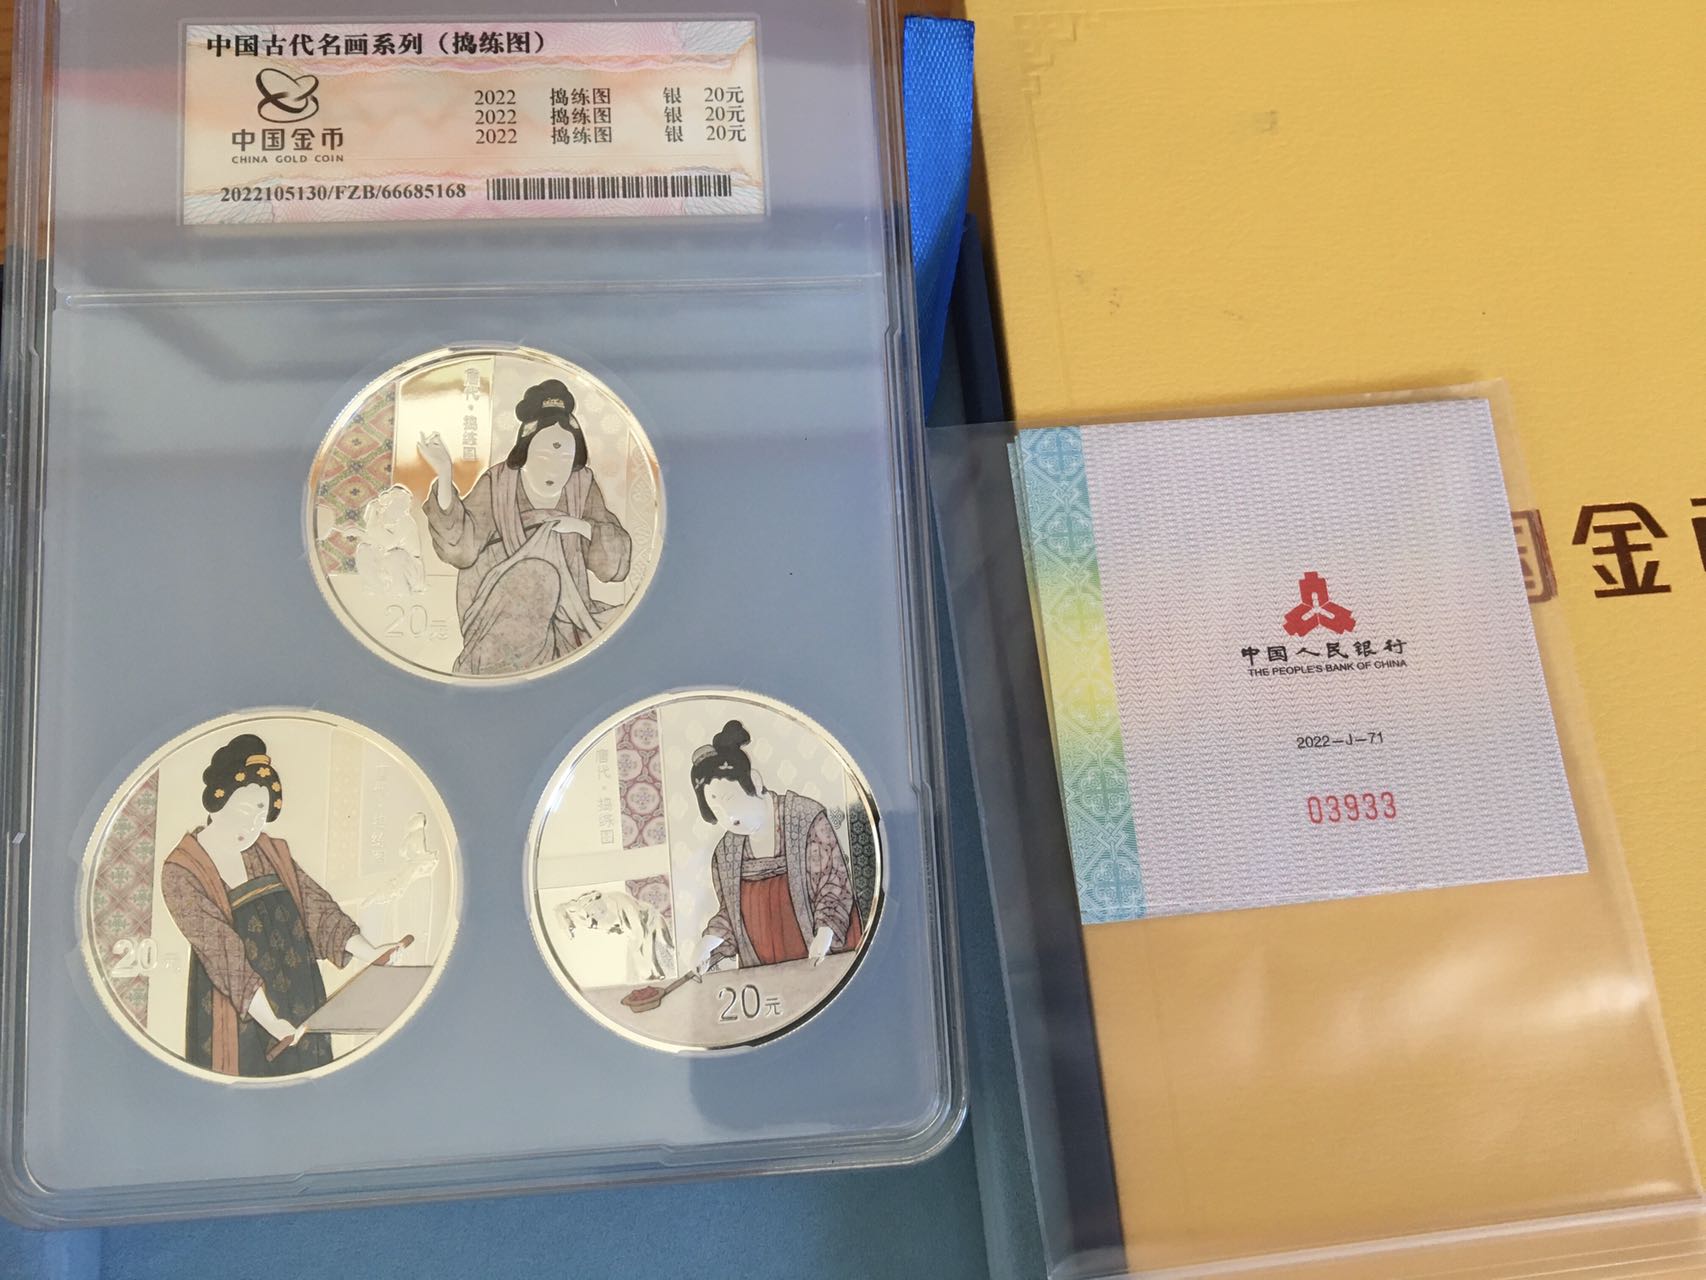 中国古代名画系列（捣练图）
中国金币
CHINA GOLD COIN
2022 捣练图 银 20元
2022 捣练图 银 20元
2022 捣练图 银 20元
2022105130/FZB/66685168
唐代·捣练图
20元
20元
唐代·捣练图
20元
中国人民银行
THE PEOPLE'S BANK OF CHINA
2022-J-71
03933
国金